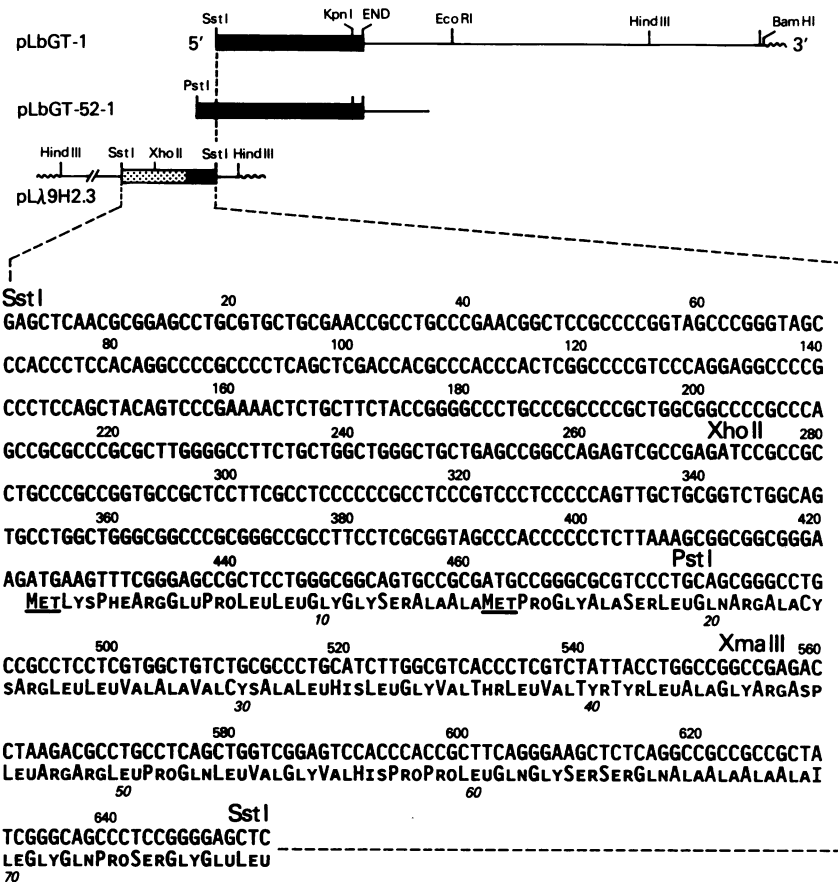 SstI KpnI END EcoRI HindIII BamHI
pLbGT-1 5′ 3′
PstI
pLbGT-52-1
HindIII SstI XhoII SstI HindIII
pLλ9H2.3
SstI 20 40 60
GAGCTCAACGCGGAGCCTGCGTGCTGCGAACCGCCTGCCCGAACGGCTCCGCCCCGGTAGCCCGGGTAGC
80 100 120 140
CCACCCTCCACAGGCCCCGCCCCTCAGCTCGACCACGCCCACCCACTCGGCCCCGTCCCAGGAGGCCCCG
160 180 200
CCCTCCAGCTACAGTCCCGAAAACTCTGCTTCTACCGGGGCCCTGCCCGCCCCGCTGGCGGCCCCGCCCA
220 240 260 XhoII 280
GCCGCGCCCGCGCTTGGGGCCTTCTGCTGGCTGGGCTGCTGAGCCGGCCAGAGTCGCCGAGATCCGCCGC
300 320 340
CTGCCCGCCGGTGCCGCTCCTTCGCCTCCCCCCGCCTCCCGTCCCTCCCCCAGTTGCTGCGGTCTGGCAG
360 380 400 420
TGCCTGGCTGGGCGGCCCGCGGGCCGCCTTCCTCGCGGTAGCCCACCCCCCTCTTAAAGCGGCGGCGGGA
440 460 PstI
AGATGAAGTTTCGGGAGCCGCTCCTGGGCGGCAGTGCCGCGATGCCGGGCGCGTCCCTGCAGCGGGCCTG
METLYSPHEARGGLUPROLEULEUGLYGLYSERALAALAMETPROGLYALASERLEUGLNARGALACY
10 20
500 520 540 XmaIII 560
CCGCCTCCTCGTGGCTGTCTGCGCCCTGCATCTTGGCGTCACCCTCGTCTATTACCTGGCCGGCCGAGAC
SARGLEULEUVALALAVALCYSALALEUHISLEUGLYVALTHRLEUVALTYRTYRLEUALAGLYARGASP
30 40
580 600 620
CTAAGACGCCTGCCTCAGCTGGTCGGAGTCCACCCACCGCTTCAGGGAAGCTCTCAGGCCGCCGCCGCTA
LEUARGARGLEUPROGLNLEUVALGLYVALHISPROPROLEUGLNGLYSERSERGLNALAALAALAALAI
50 60
640 SstI
TCGGGCAGCCCTCCGGGGAGCTC
LEGLYGLNPROSERGLYGLULEU
70